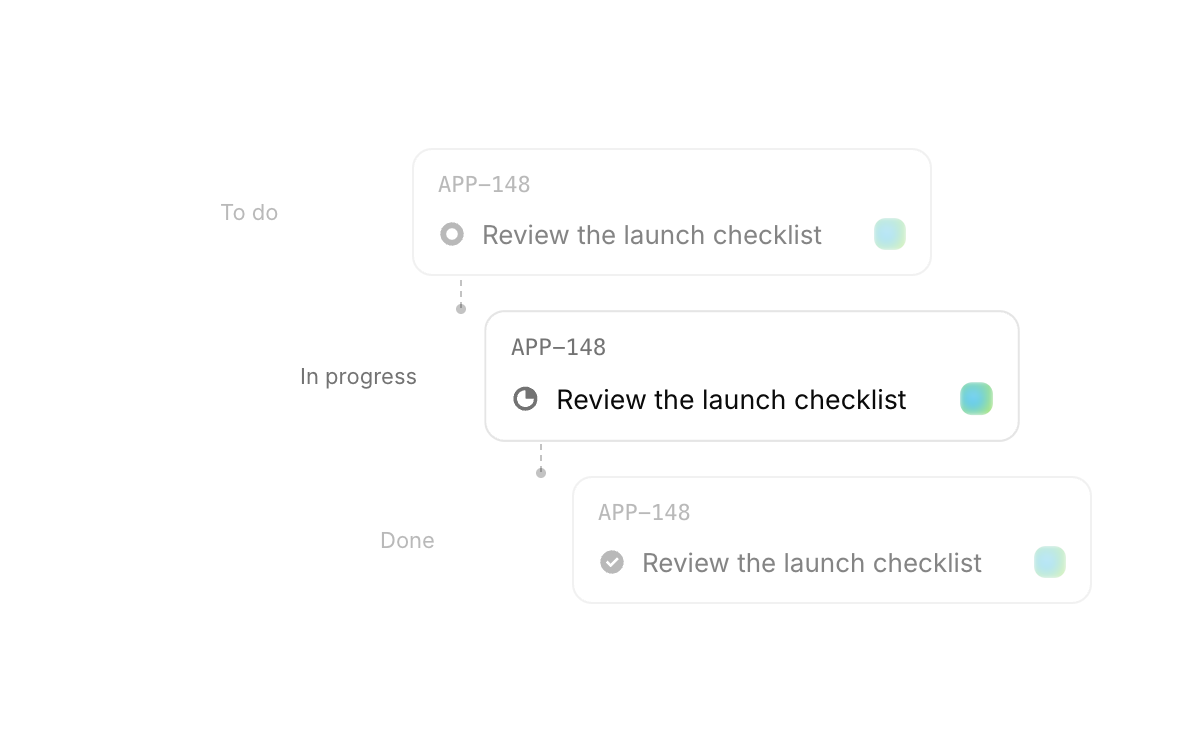 APP–148
To do
Review the launch checklist
APP–148
In progress
Review the launch checklist
APP–148
Done
Review the launch checklist